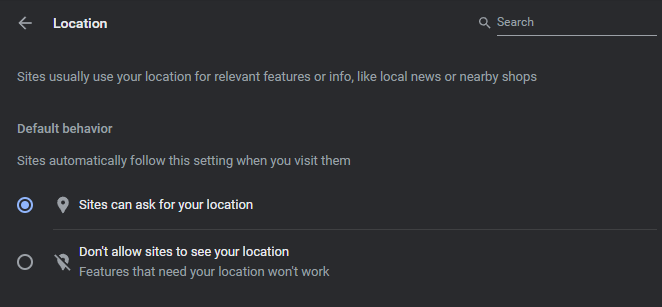 Location
Search
Sites usually use your location for relevant features or info, like local news or nearby shops
Default behavior
Sites automatically follow this setting when you visit them
Sites can ask for your location
Don't allow sites to see your location
Features that need your location won't work